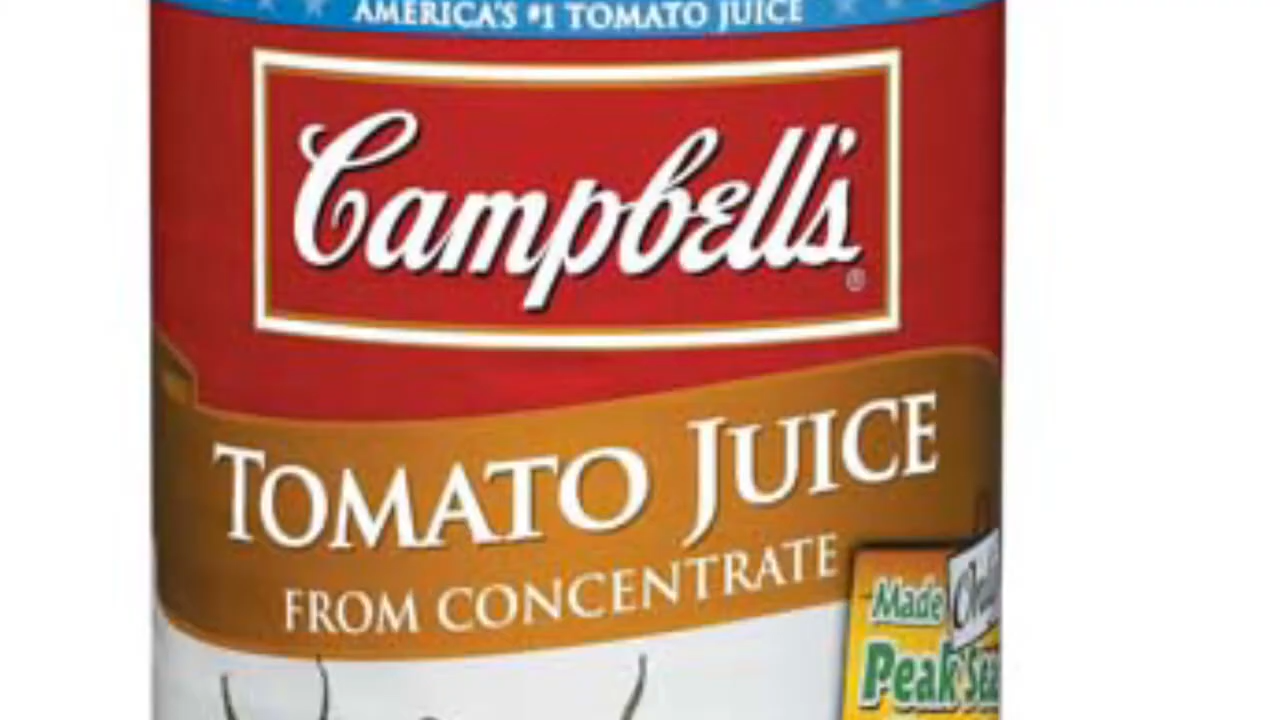 AMERICA'S #1 TOMATO JUICE
Campbell's®
TOMATO JUICE
FROM CONCENTRATE
Made
Peak